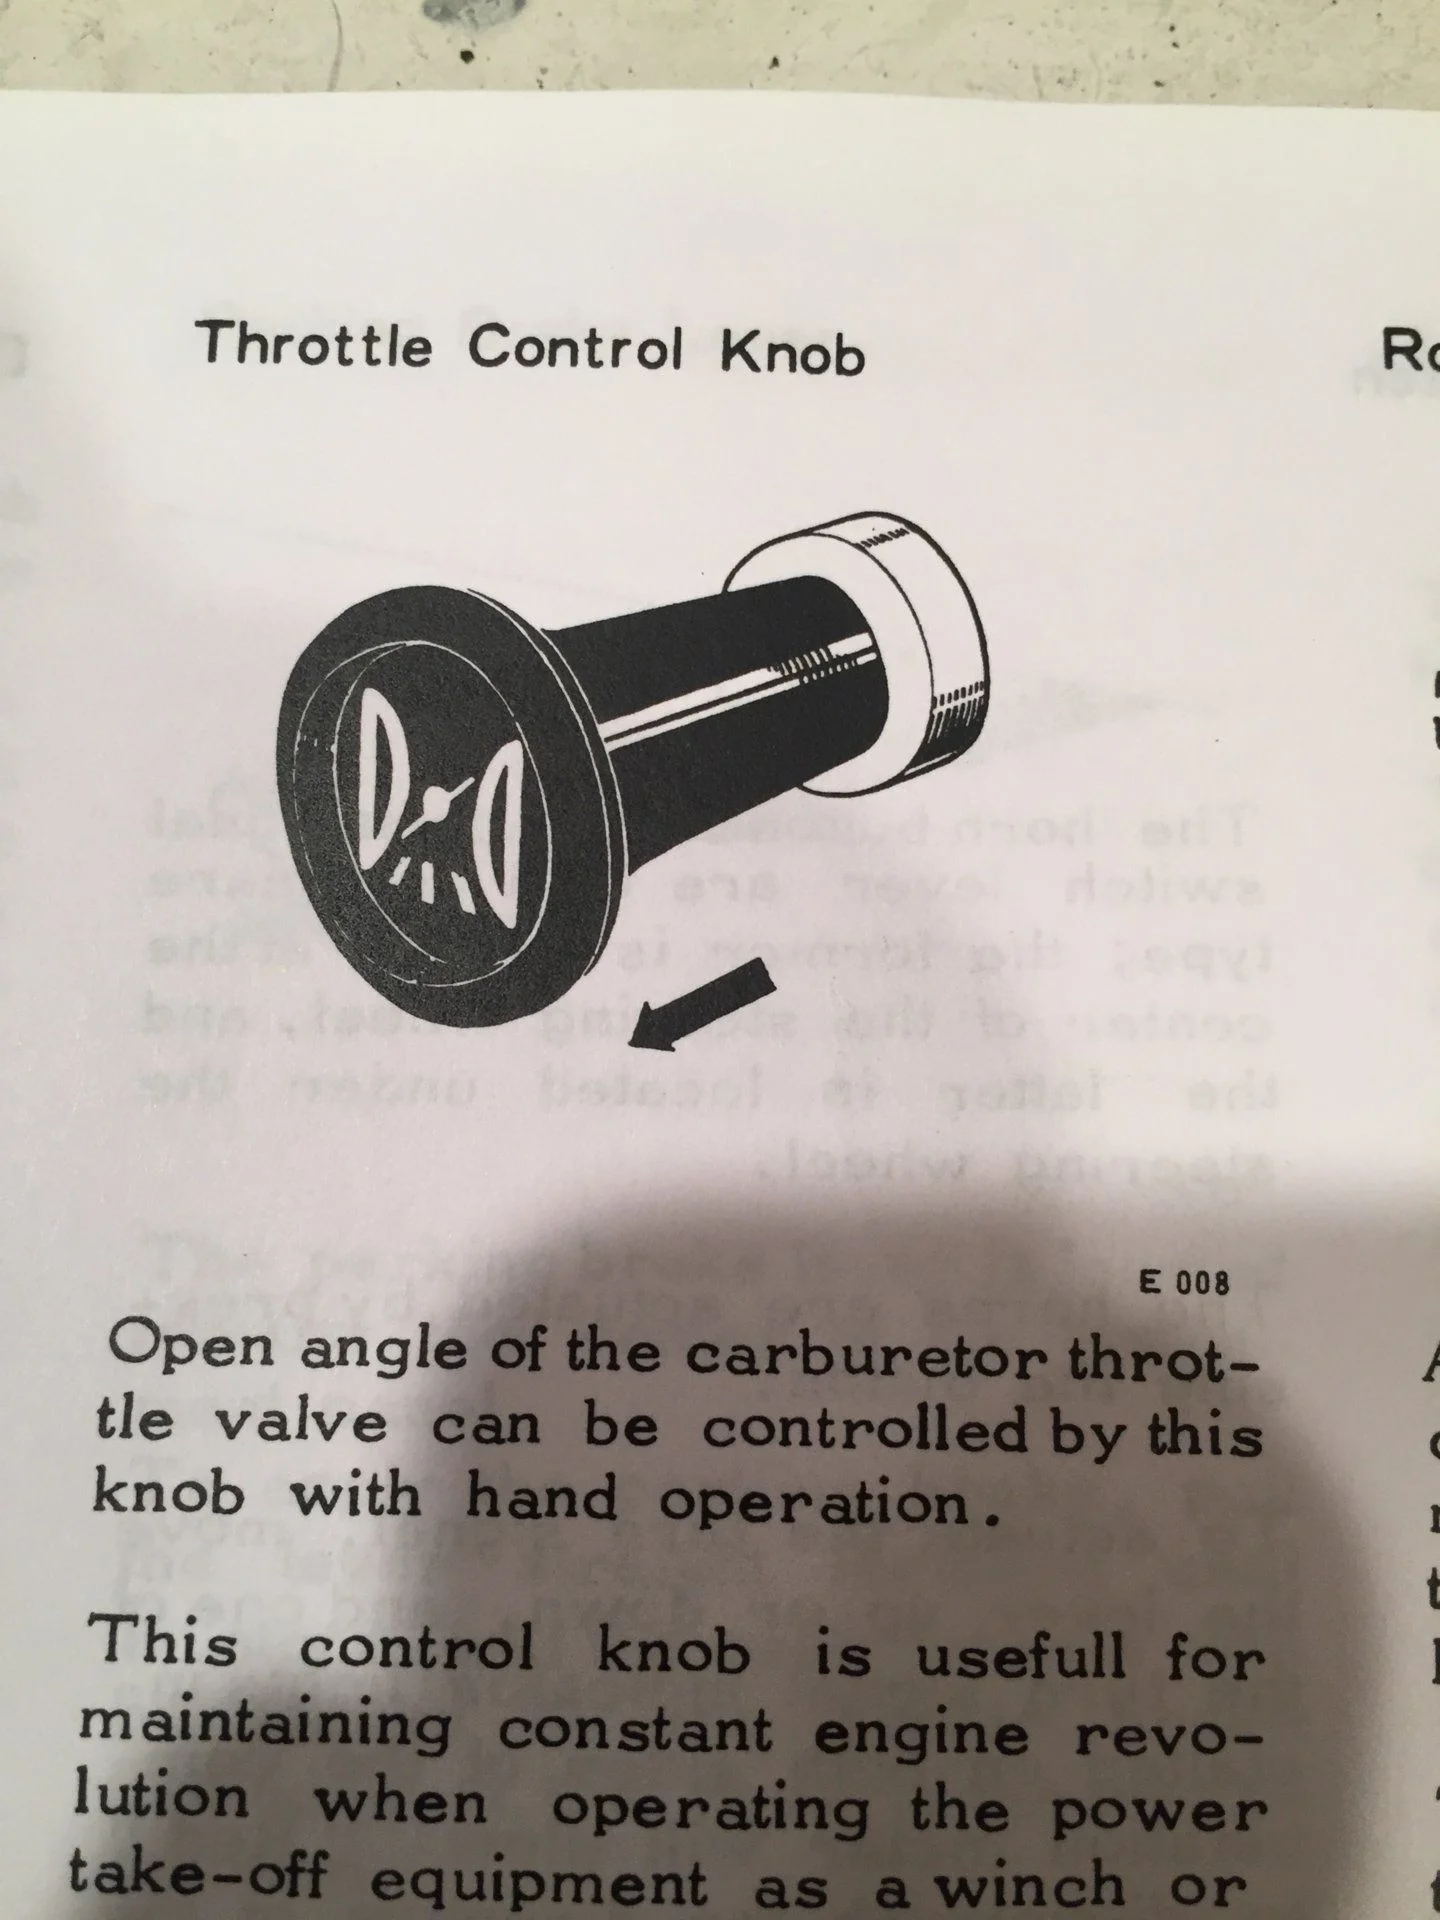 Throttle Control Knob
E 008
Open angle of the carburetor throt-
tle valve can be controlled by this
knob with hand operation.
This control knob is usefull for
maintaining constant engine revo-
lution when operating the power
take-off equipment as a winch or